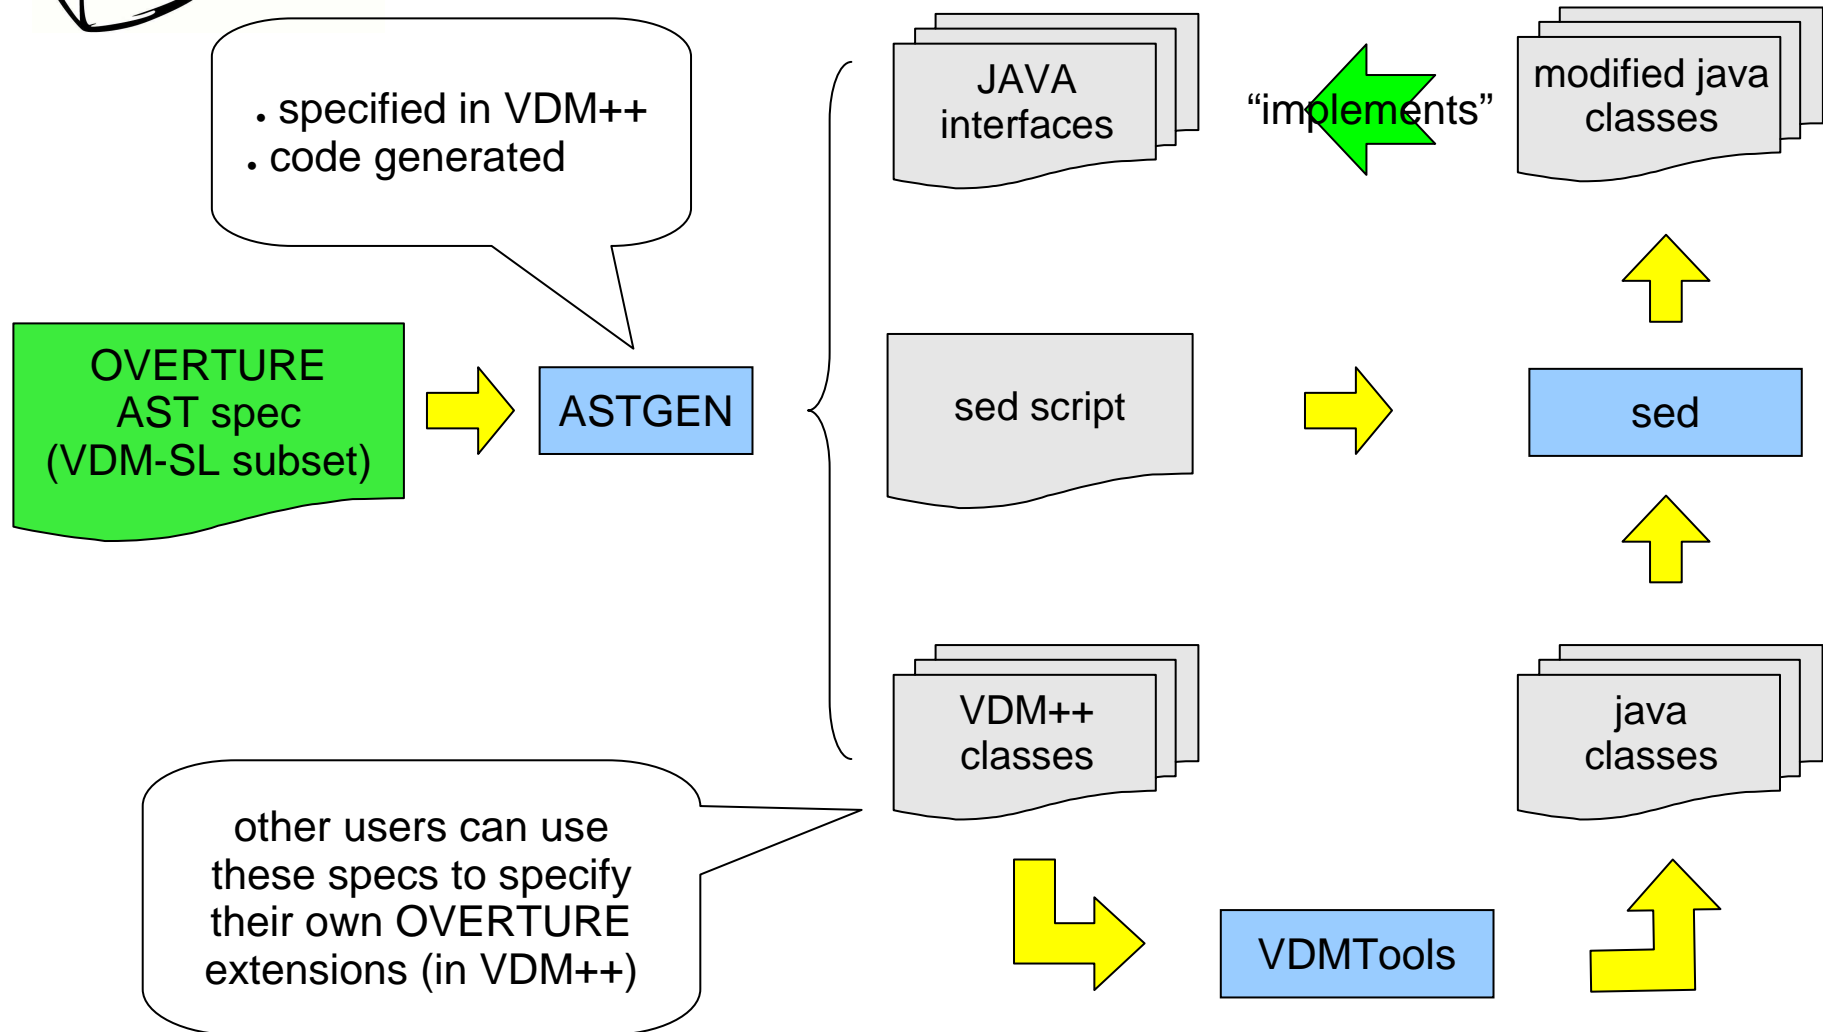 . specified in VDM++
. code generated
JAVA
interfaces
“implements”
modified java
classes
OVERTURE
AST spec
(VDM-SL subset)
ASTGEN
sed script
sed
VDM++
classes
java
classes
other users can use
these specs to specify
their own OVERTURE
extensions (in VDM++)
VDMTools